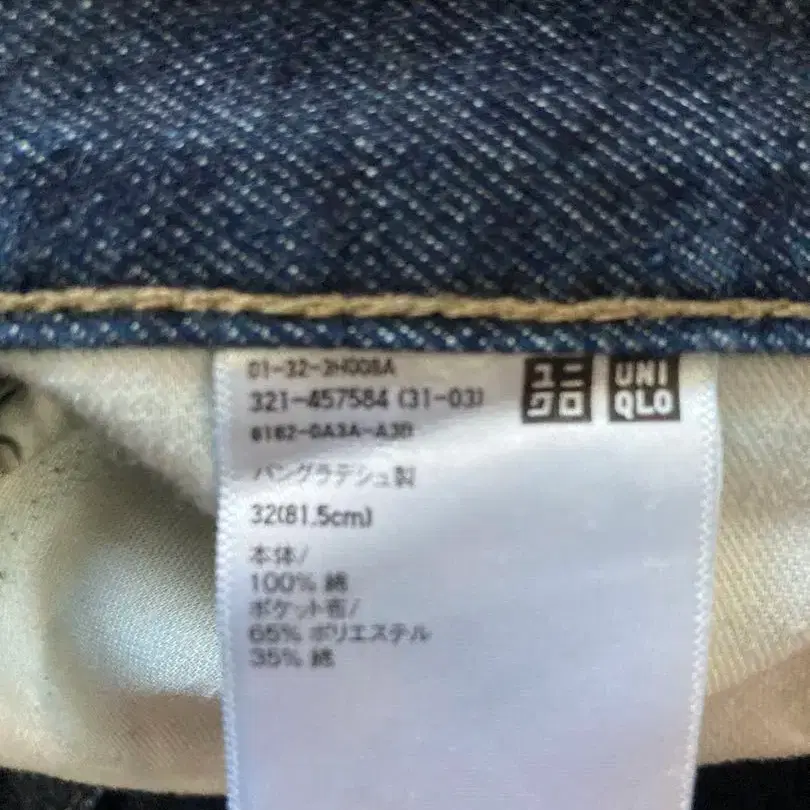 01-32-3H008A
321-457584 (31-03)
6162-0A3A-A3B
バングラデシュ製
32(81.5cm)
本体/
100% 綿
ポケット布/
65% ポリエステル
35% 綿
ユニ
クロ
UNI
QLO